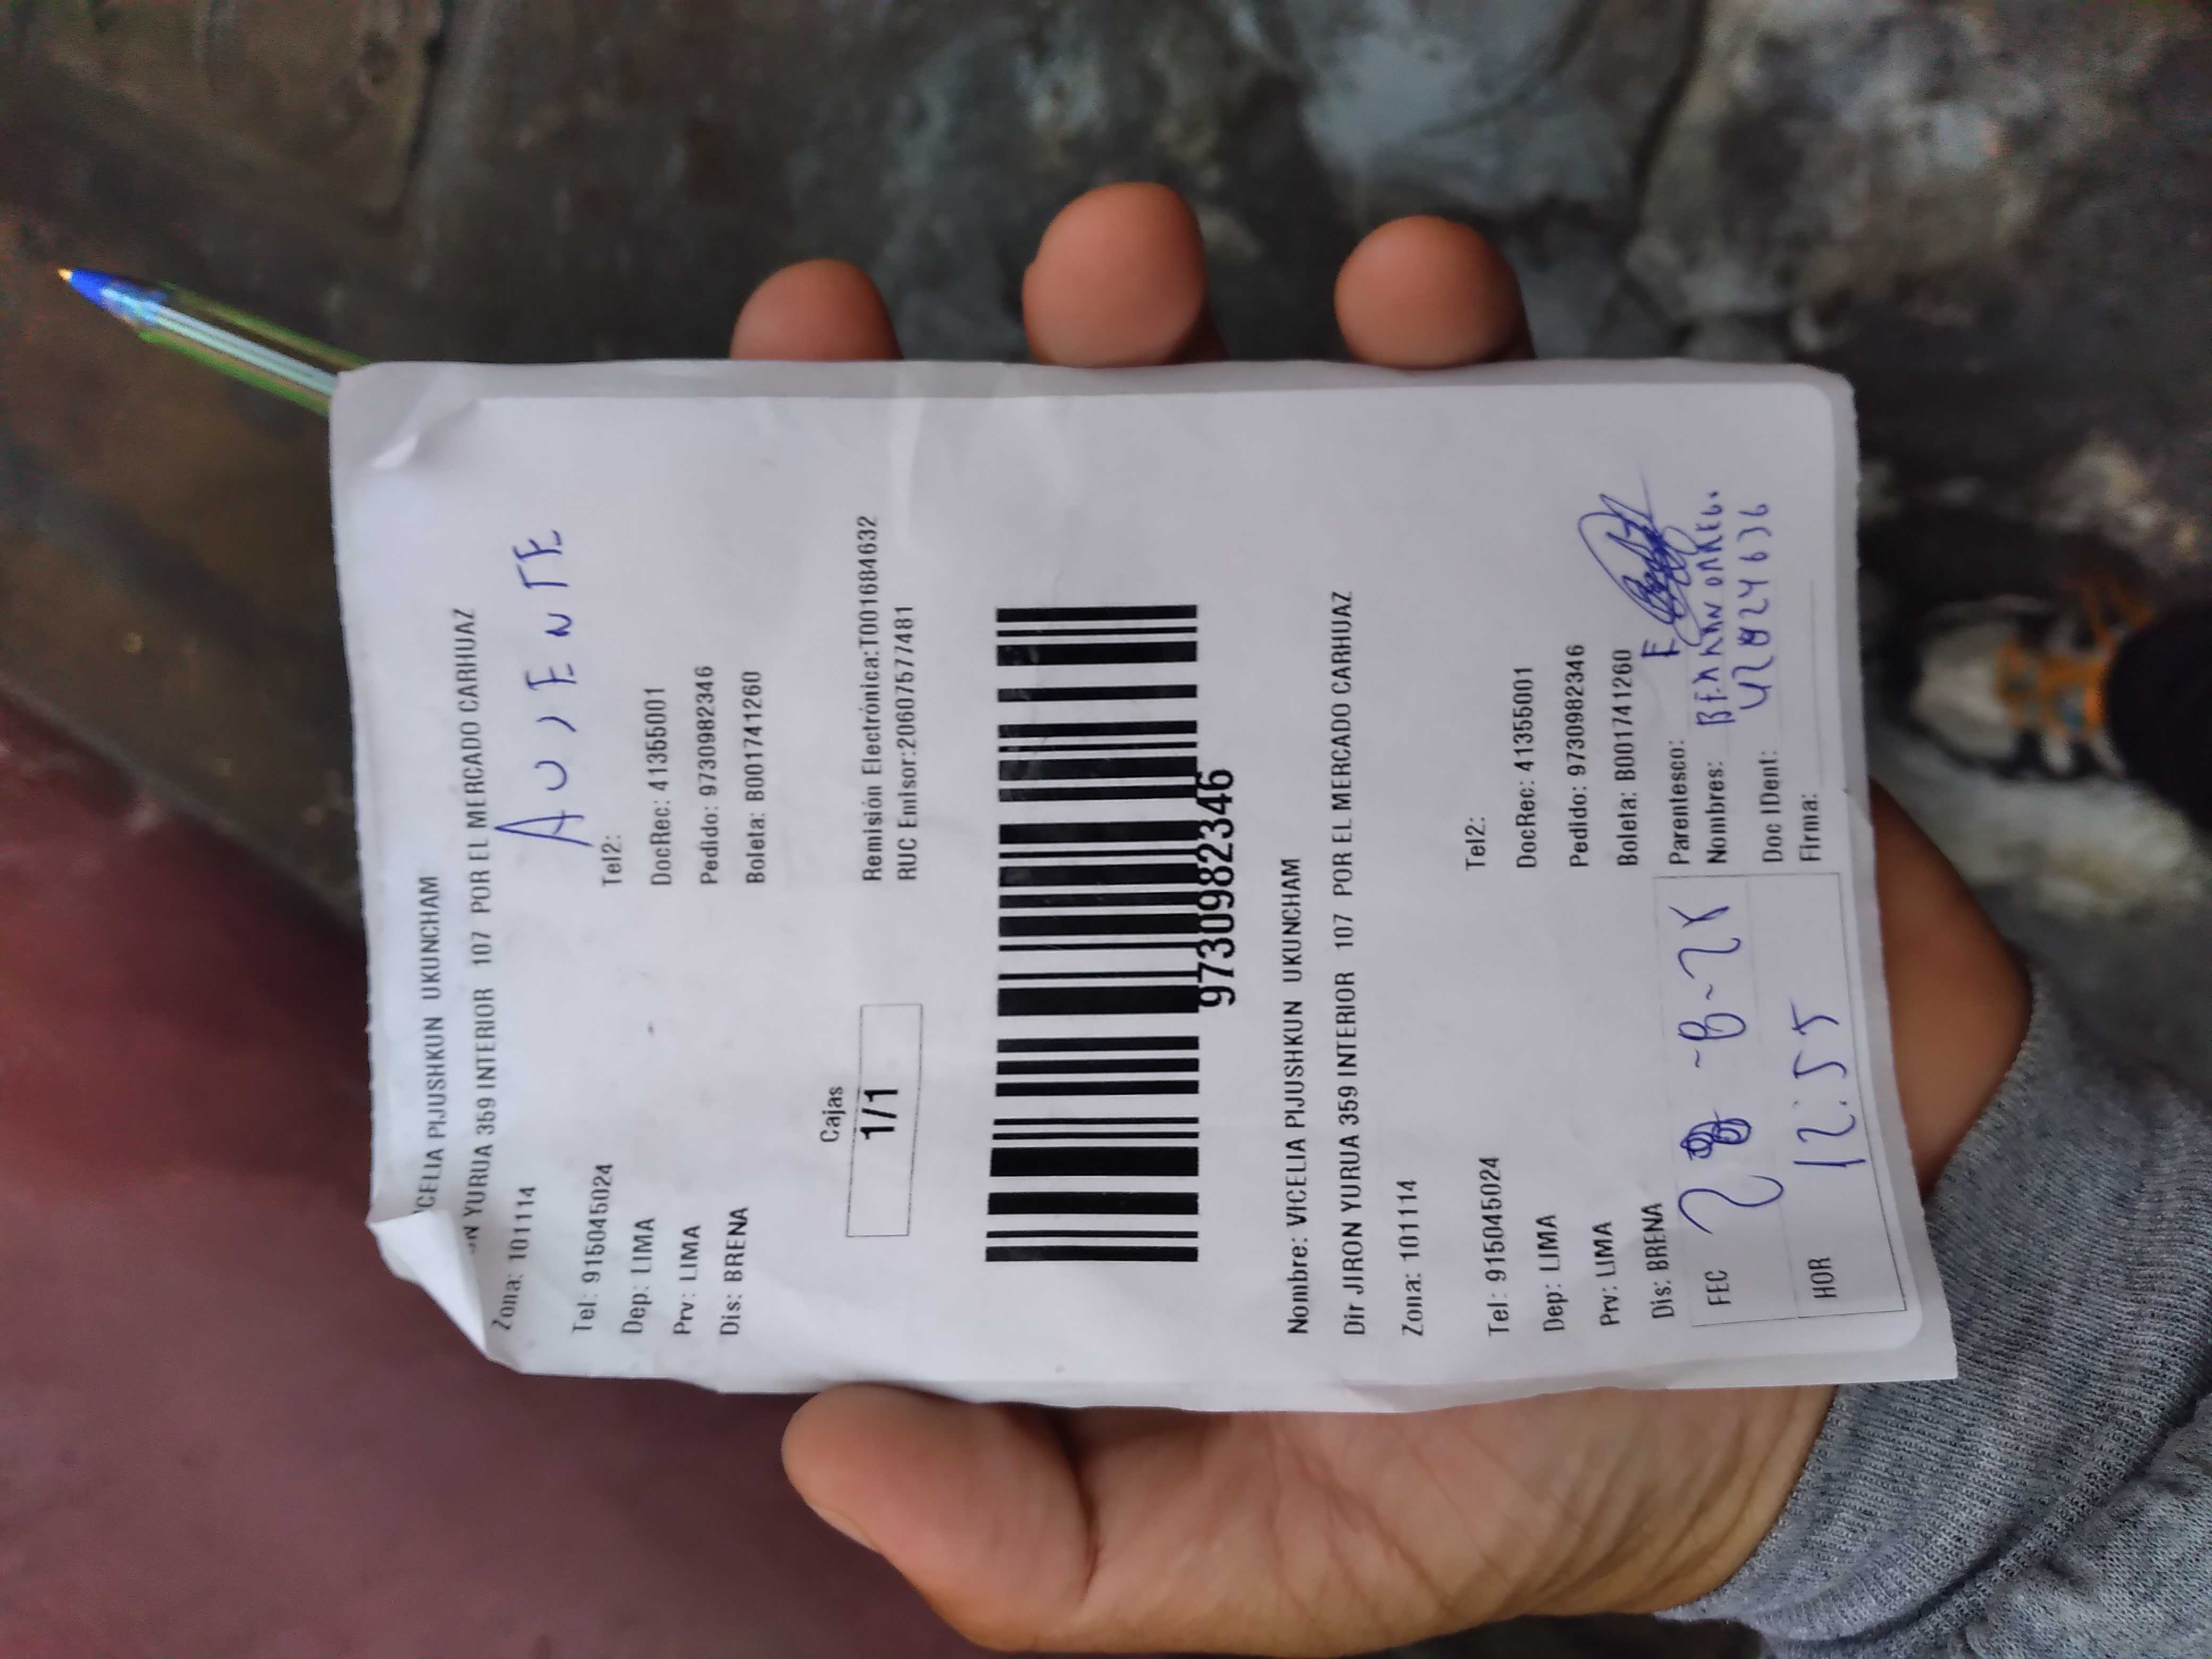 VICELIA PIJUSHKUN UKUNCHAM
ON YURUA 359 INTERIOR 107 POR EL MERCADO CARHUAZ
Zona: 101114
AUSENTE
Tel: 915045024 Tel2:
Dep: LIMA DocRec: 41355001
Prv: LIMA Pedido: 9730982346
Dis: BRENA Boleta: B001741260
Cajas
1/1
Remisión Electrónica:T001684632
RUC Emisor:20607577481
9730982346
Nombre: VICELIA PIJUSHKUN UKUNCHAM
Dir JIRON YURUA 359 INTERIOR 107 POR EL MERCADO CARHUAZ
Zona: 101114
Tel: 915045024 Tel2:
Dep: LIMA DocRec: 41355001
Prv: LIMA Pedido: 9730982346
Dis: BRENA Boleta: B001741260
FEC Parentesco: F
Nombres:
Doc IDent:
HOR 12:55 Firma: